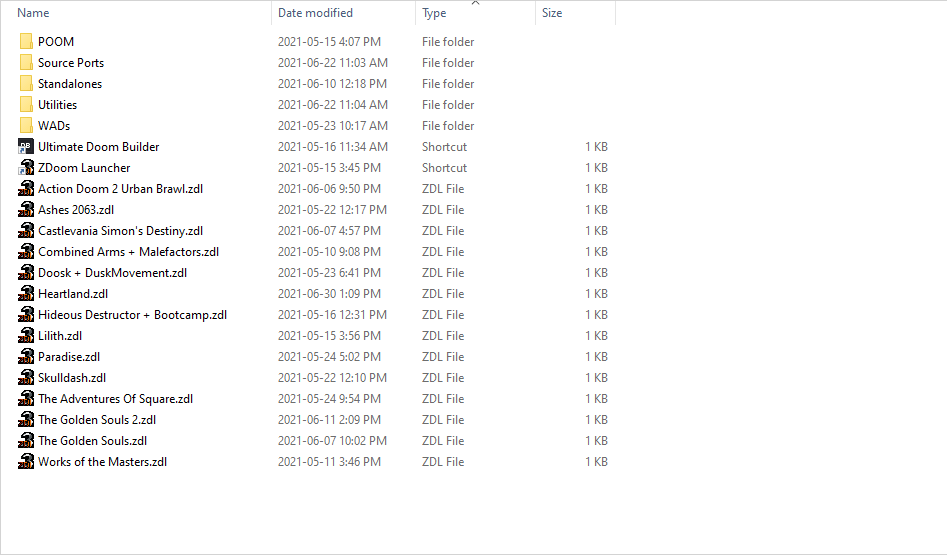 Name Date modified Type Size
POOM 2021-05-15 4:07 PM File folder
Source Ports 2021-06-22 11:03 AM File folder
Standalones 2021-06-10 12:18 PM File folder
Utilities 2021-06-22 11:04 AM File folder
WADs 2021-05-23 10:17 AM File folder
Ultimate Doom Builder 2021-05-16 11:34 AM Shortcut 1 KB
ZDoom Launcher 2021-05-15 3:45 PM Shortcut 1 KB
Action Doom 2 Urban Brawl.zdl 2021-06-06 9:50 PM ZDL File 1 KB
Ashes 2063.zdl 2021-05-22 12:17 PM ZDL File 1 KB
Castlevania Simon's Destiny.zdl 2021-06-07 4:57 PM ZDL File 1 KB
Combined Arms + Malefactors.zdl 2021-05-10 9:08 PM ZDL File 1 KB
Doosk + DuskMovement.zdl 2021-05-23 6:41 PM ZDL File 1 KB
Heartland.zdl 2021-06-30 1:09 PM ZDL File 1 KB
Hideous Destructor + Bootcamp.zdl 2021-05-16 12:31 PM ZDL File 1 KB
Lilith.zdl 2021-05-15 3:56 PM ZDL File 1 KB
Paradise.zdl 2021-05-24 5:02 PM ZDL File 1 KB
Skulldash.zdl 2021-05-22 12:10 PM ZDL File 1 KB
The Adventures Of Square.zdl 2021-05-24 9:54 PM ZDL File 1 KB
The Golden Souls 2.zdl 2021-06-11 2:09 PM ZDL File 1 KB
The Golden Souls.zdl 2021-06-07 10:02 PM ZDL File 1 KB
Works of the Masters.zdl 2021-05-11 3:46 PM ZDL File 1 KB